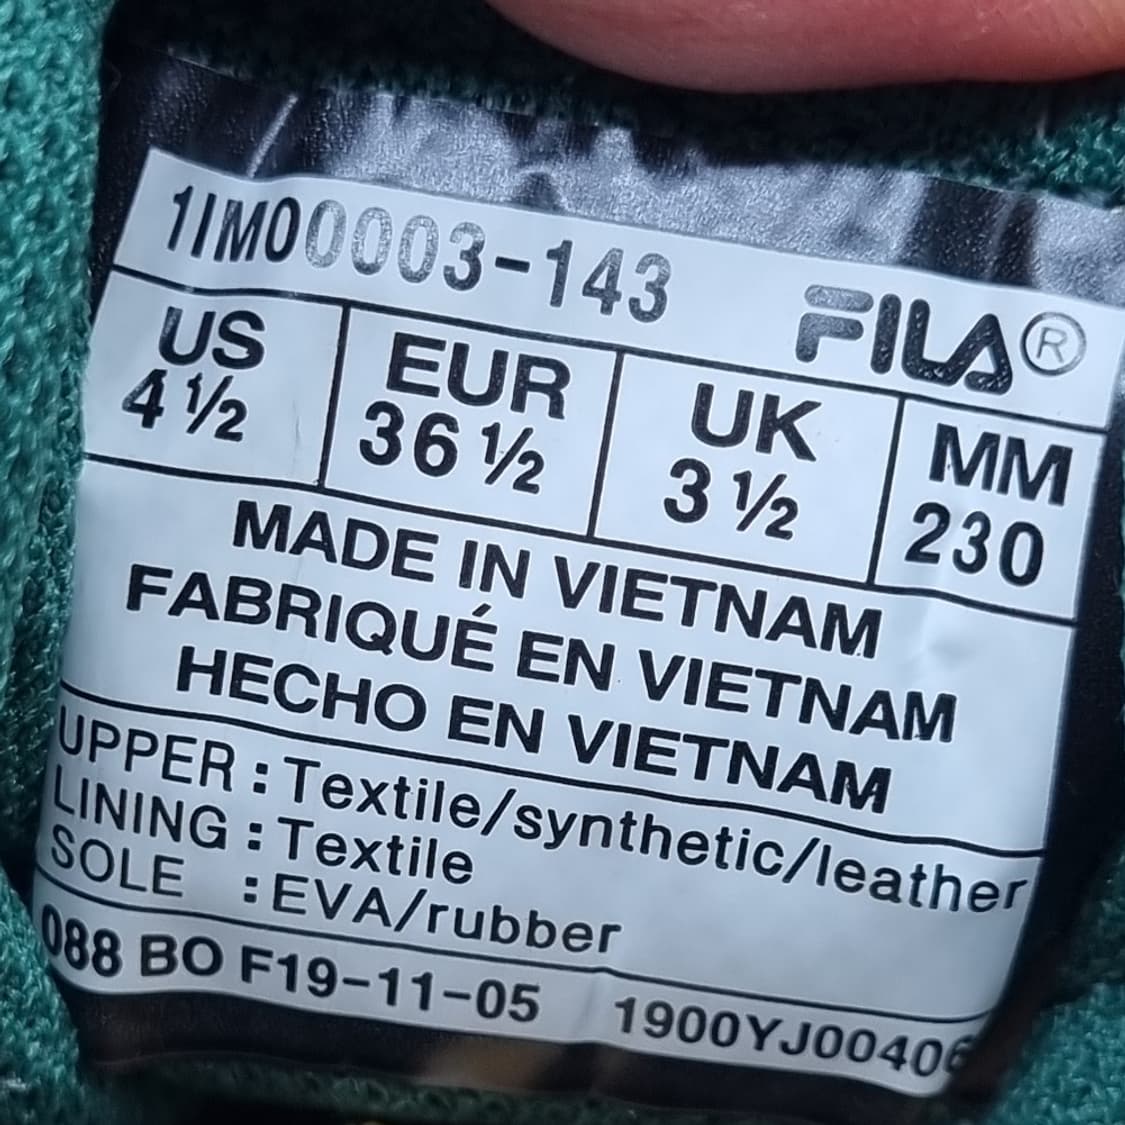 1IM00003-143
FILA®
US EUR UK MM
4 ½ 36 ½ 3 ½ 230
MADE IN VIETNAM
FABRIQUÉ EN VIETNAM
HECHO EN VIETNAM
UPPER : Textile/synthetic/leather
LINING : Textile
SOLE : EVA/rubber
088 BO F19-11-05 1900YJ00406